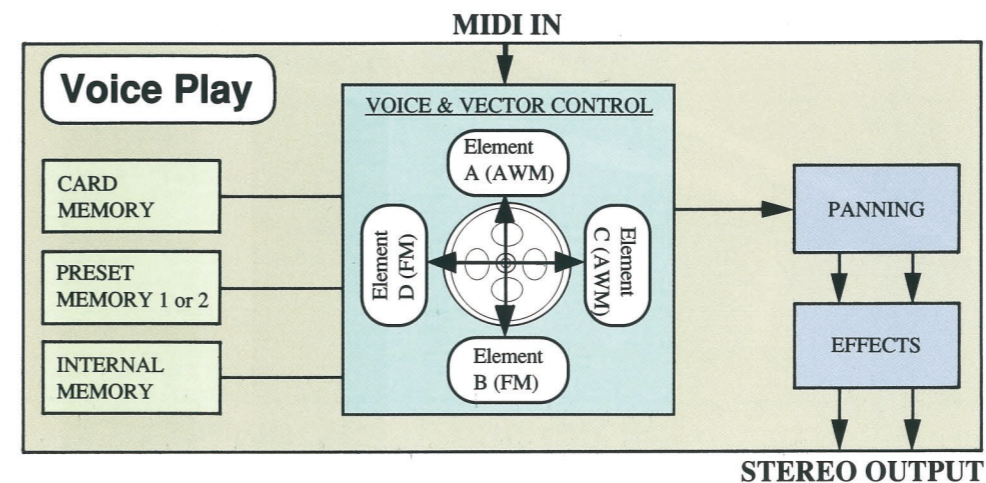 MIDI IN
Voice Play
VOICE & VECTOR CONTROL
CARD
MEMORY
PRESET
MEMORY 1 or 2
INTERNAL
MEMORY
Element
A (AWM)
Element
D (FM)
Element
C (AWM)
Element
B (FM)
PANNING
EFFECTS
STEREO OUTPUT